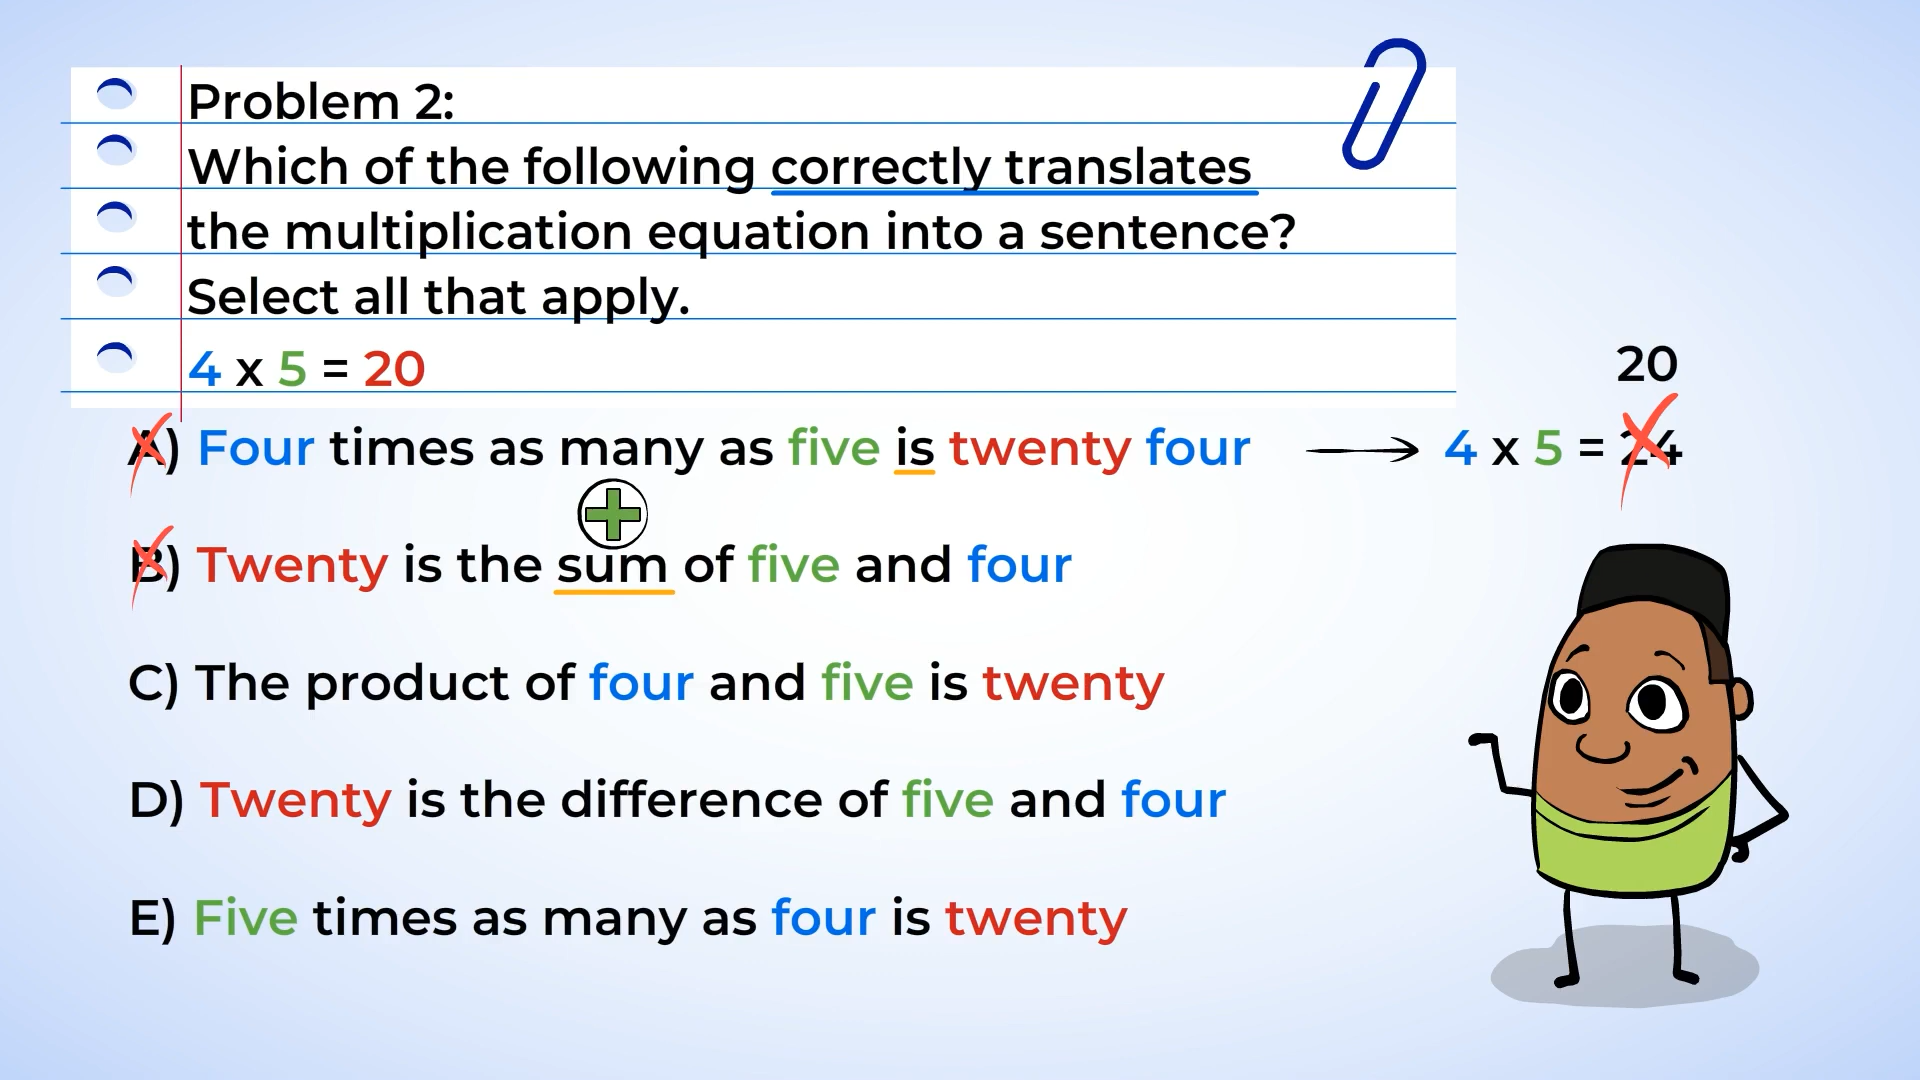 Problem 2:
Which of the following correctly translates
the multiplication equation into a sentence?
Select all that apply.
4 x 5 = 20
20
A) Four times as many as five is twenty four
4 x 5 = 24
B) Twenty is the sum of five and four
C) The product of four and five is twenty
D) Twenty is the difference of five and four
E) Five times as many as four is twenty